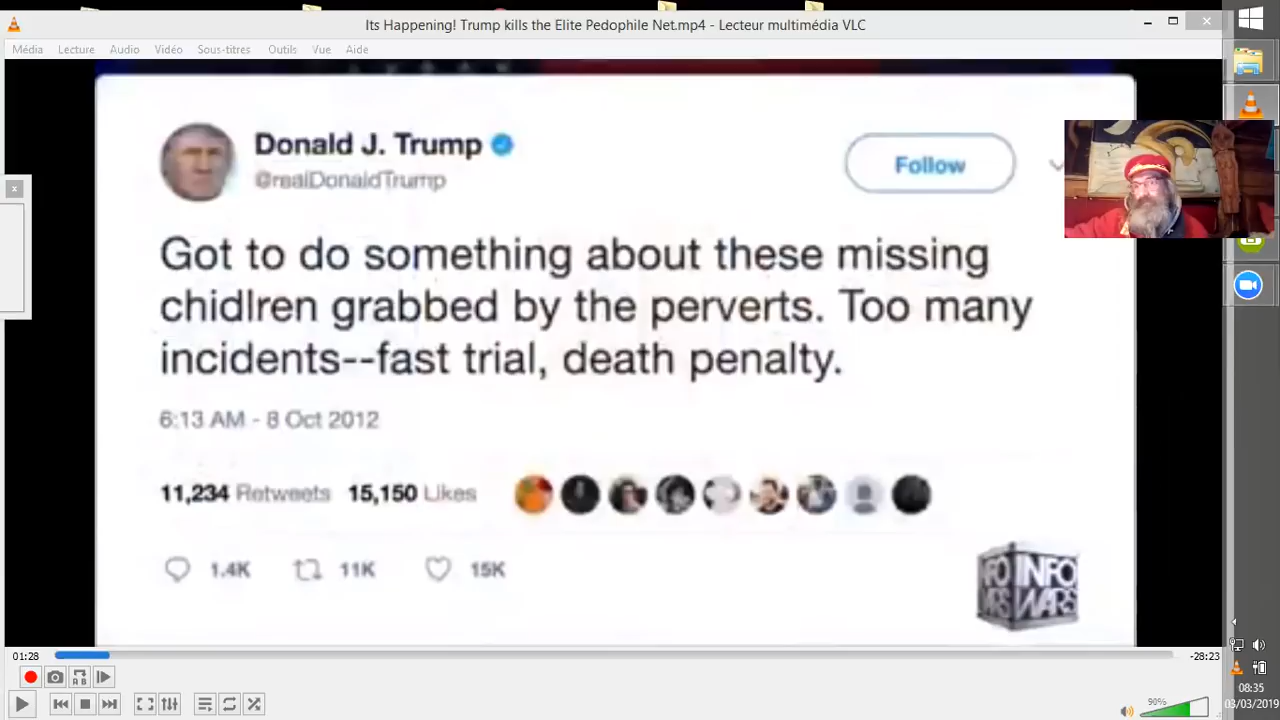 Its Happening! Trump kills the Elite Pedophile Net.mp4 - Lecteur multimédia VLC
Média Lecture Audio Vidéo Sous-titres Outils Vue Aide
Donald J. Trump
@realDonaldTrump
Follow
Got to do something about these missing
chidlren grabbed by the perverts. Too many
incidents--fast trial, death penalty.
6:13 AM - 8 Oct 2012
11,234 Retweets 15,150 Likes
1.4K 11K 15K
INFO
WARS
01:28
-28:23
90%
08:35
03/03/2019